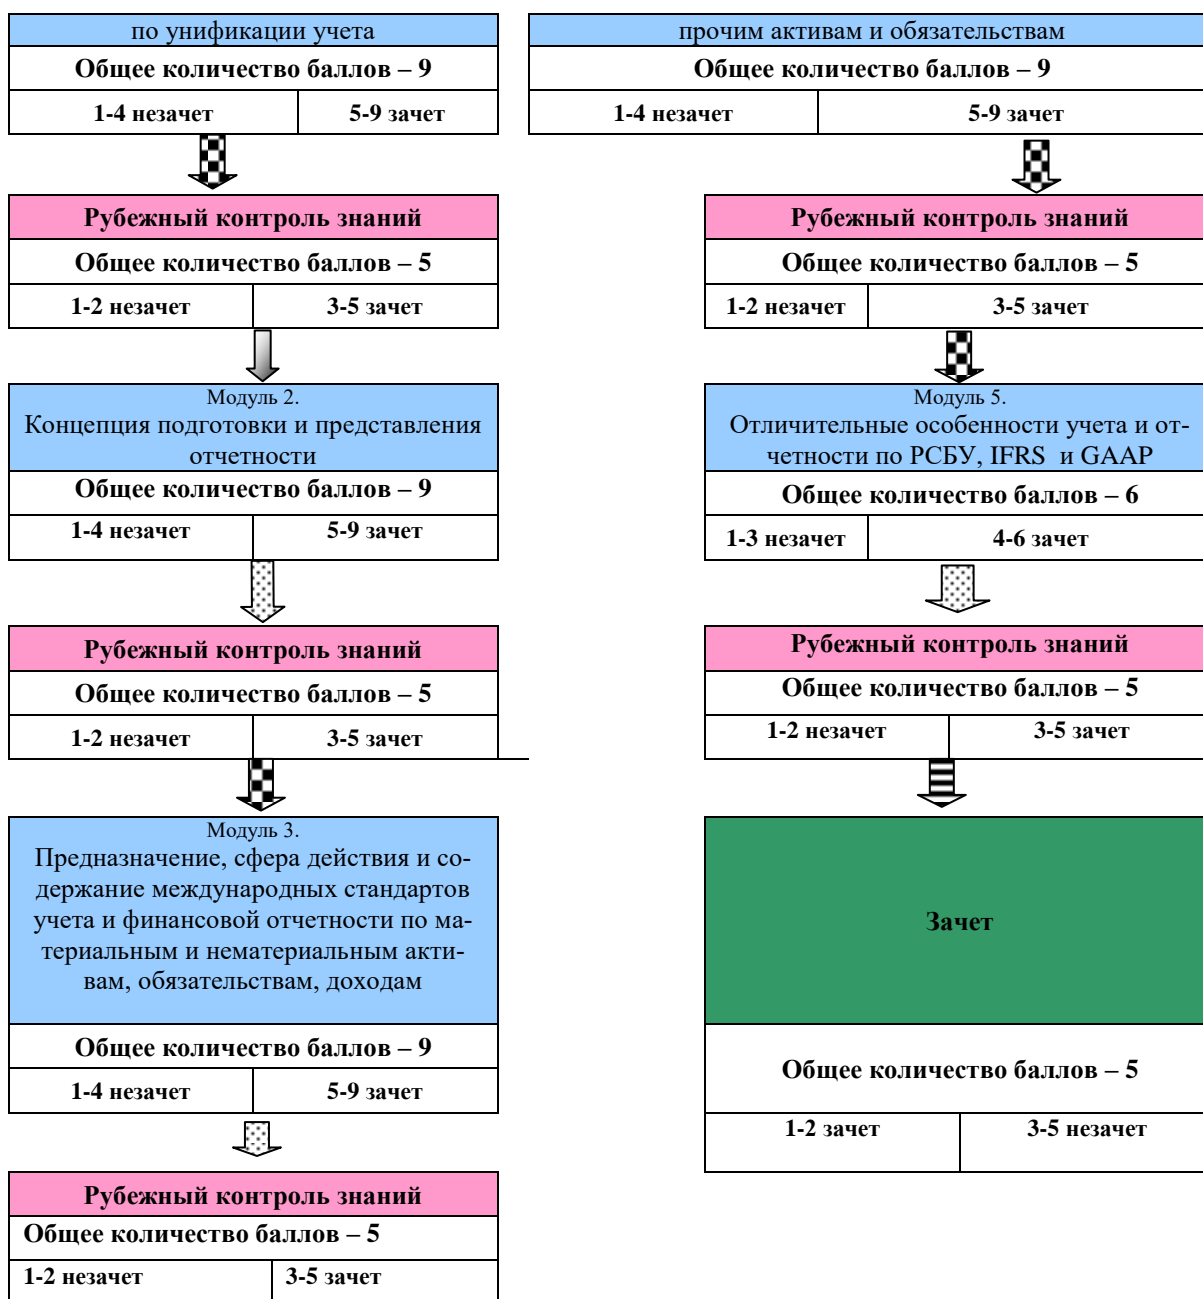 по унификации учета
Общее количество баллов – 9
1-4 незачет
5-9 зачет
Рубежный контроль знаний
Общее количество баллов – 5
1-2 незачет
3-5 зачет
Модуль 2.
Концепция подготовки и представления
отчетности
Общее количество баллов – 9
1-4 незачет
5-9 зачет
Рубежный контроль знаний
Общее количество баллов – 5
1-2 незачет
3-5 зачет
Модуль 3.
Предназначение, сфера действия и со-
держание международных стандартов
учета и финансовой отчетности по ма-
териальным и нематериальным акти-
вам, обязательствам, доходам
Общее количество баллов – 9
1-4 незачет
5-9 зачет
Рубежный контроль знаний
Общее количество баллов – 5
1-2 незачет
3-5 зачет
прочим активам и обязательствам
Общее количество баллов – 9
1-4 незачет
5-9 зачет
Рубежный контроль знаний
Общее количество баллов – 5
1-2 незачет
3-5 зачет
Модуль 5.
Отличительные особенности учета и от-
четности по РСБУ, IFRS и GAAP
Общее количество баллов – 6
1-3 незачет
4-6 зачет
Рубежный контроль знаний
Общее количество баллов – 5
1-2 незачет
3-5 зачет
Зачет
Общее количество баллов – 5
1-2 зачет
3-5 незачет